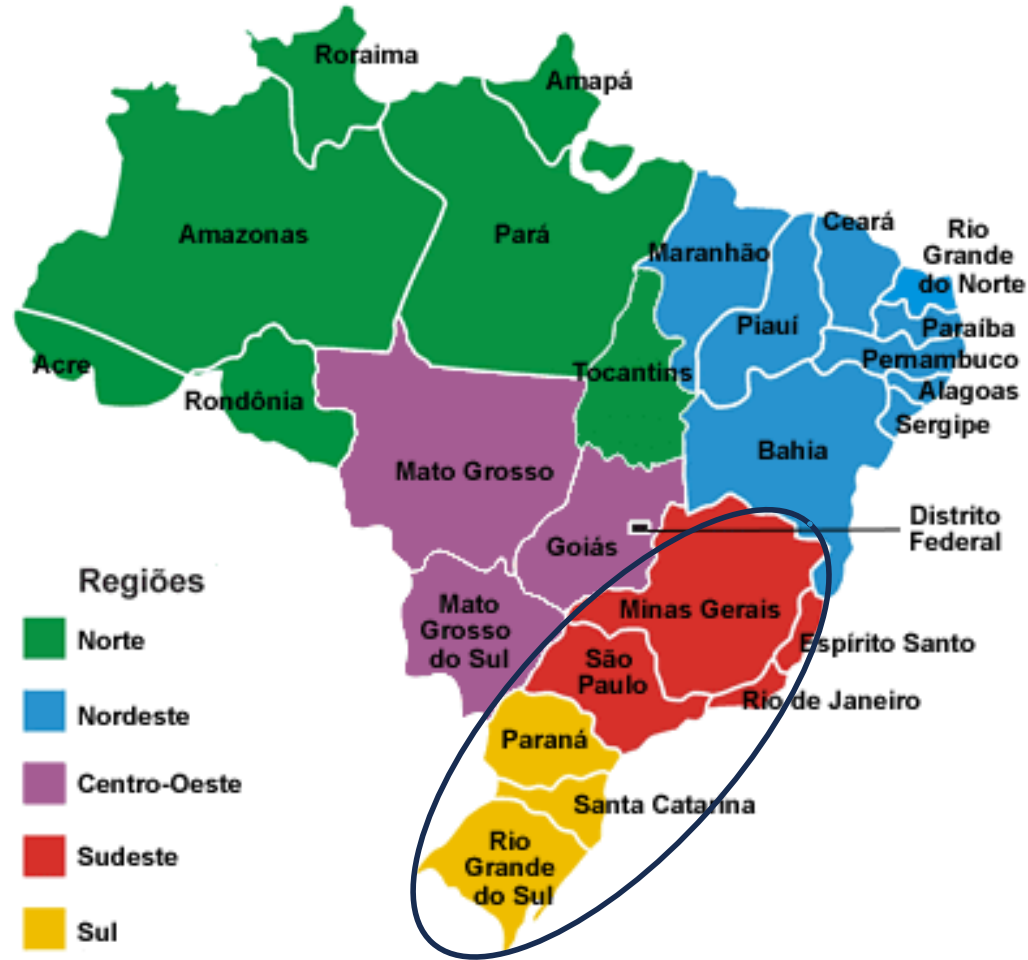 Roraima
Amapá
Amazonas
Pará
Maranhão
Ceará
Rio
Grande
do Norte
Piauí
Paraíba
Pernambuco
Acre
Tocantins
Alagoas
Rondônia
Sergipe
Bahia
Mato Grosso
Distrito
Federal
Goiás
Regiões
Mato
Grosso
do Sul
Minas Gerais
Norte
Espírito Santo
São
Paulo
Rio de Janeiro
Nordeste
Paraná
Centro-Oeste
Santa Catarina
Rio
Grande
do Sul
Sudeste
Sul